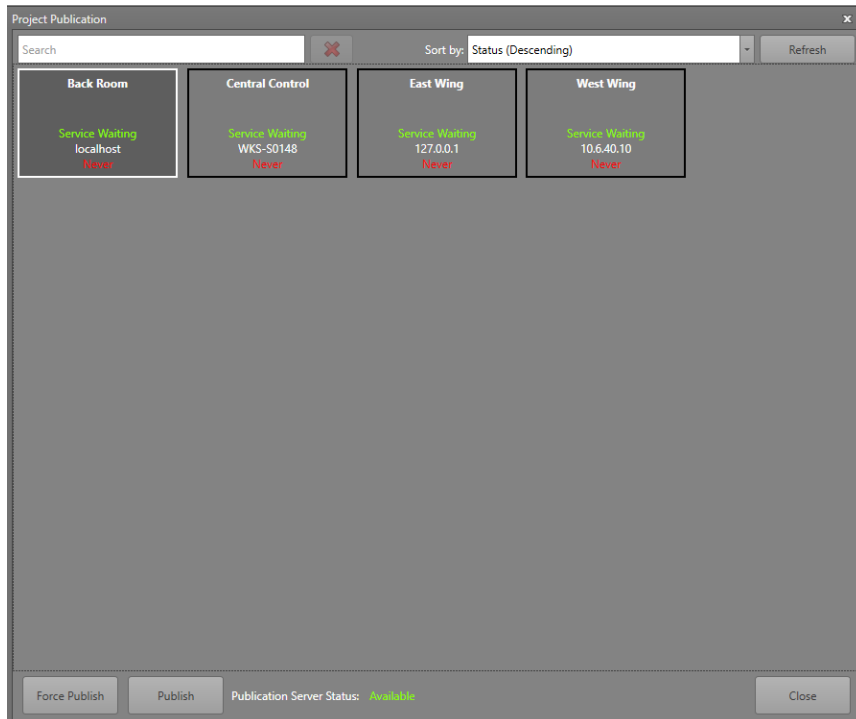 Project Publication x
Search Sort by: Status (Descending) Refresh
Back Room
Service Waiting
localhost
Never
Central Control
Service Waiting
WKS-S0148
Never
East Wing
Service Waiting
127.0.0.1
Never
West Wing
Service Waiting
10.6.40.10
Never
Force Publish Publish Publication Server Status: Available Close